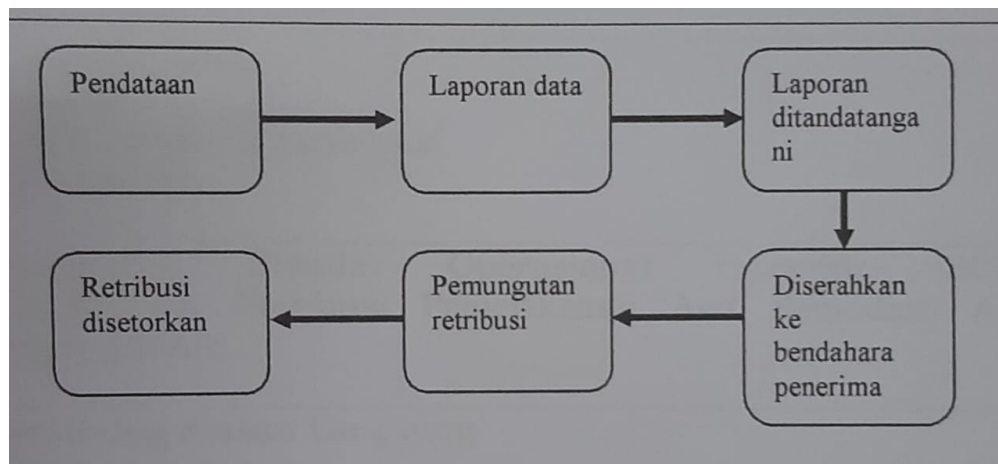 Pendataan
Laporan data
Laporan
ditandatanga
ni
Diserahkan
ke
bendahara
penerima
Pemungutan
retribusi
Retribusi
disetorkan